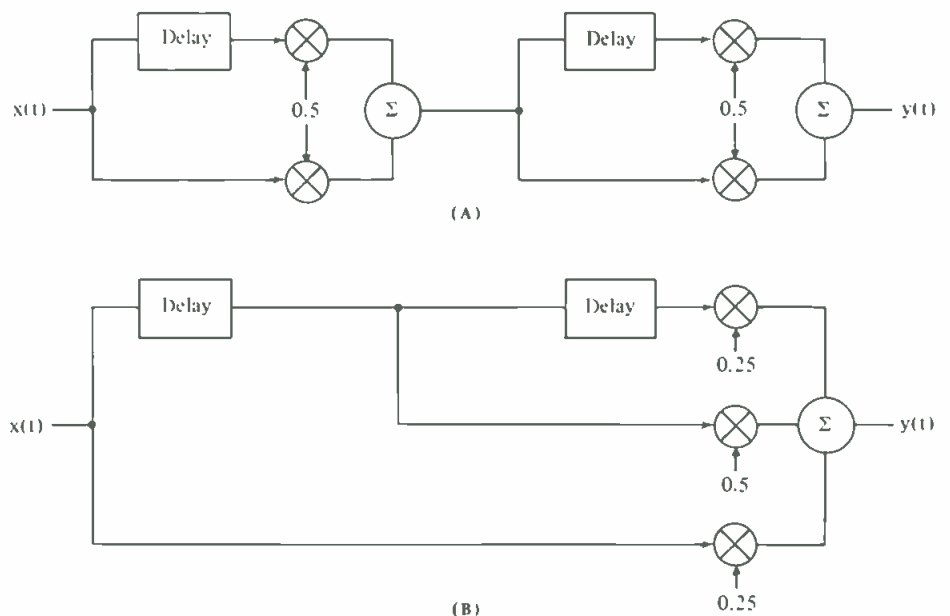 Delay
Delay
x(t)
0.5
Σ
0.5
Σ
y(t)
(A)
Delay
Delay
0.25
x(t)
Σ
y(t)
0.5
0.25
(B)